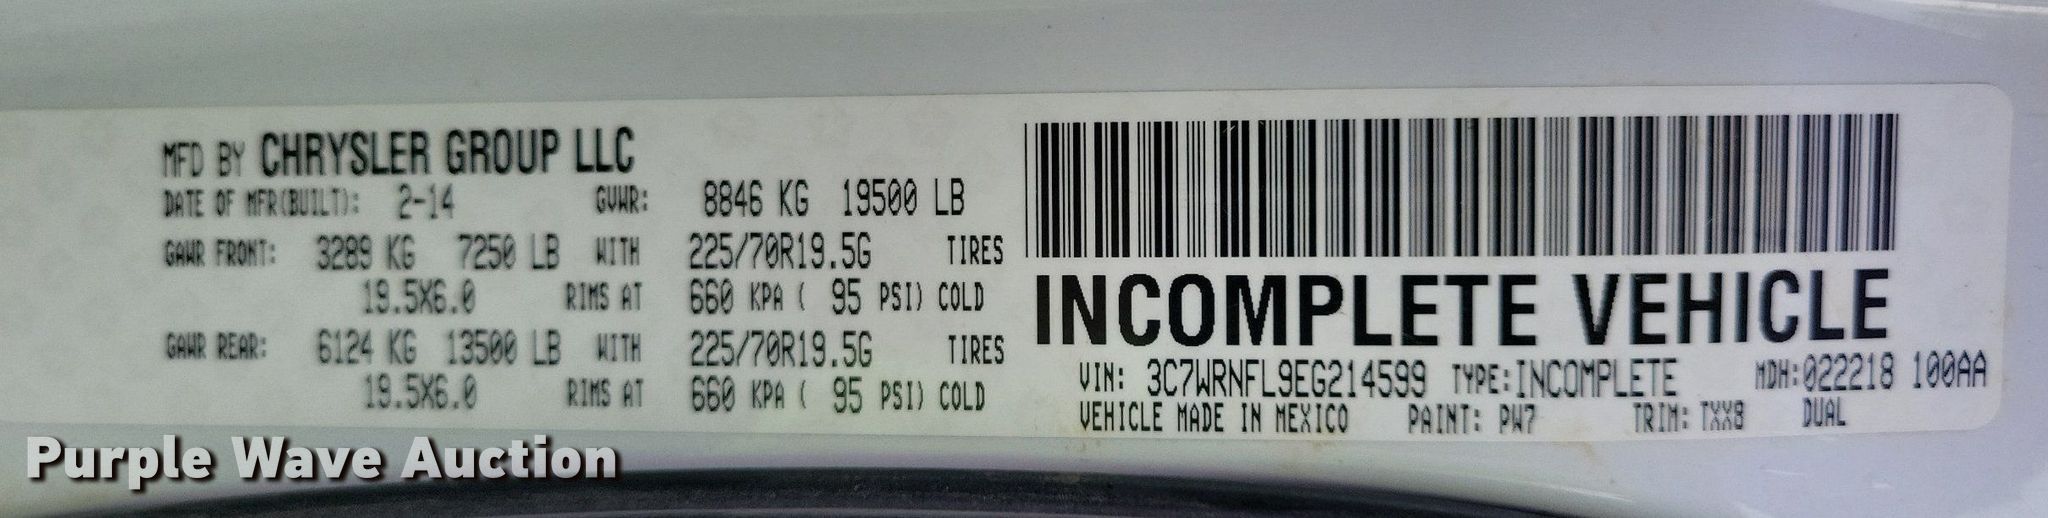 MFD BY CHRYSLER GROUP LLC
DATE OF MFR(BUILT): 2-14 GVWR: 8846 KG 19500 LB
GAWR FRONT: 3289 KG 7250 LB WITH 225/70R19.5G TIRES
19.5X6.0 RIMS AT 660 KPA ( 95 PSI) COLD
GAWR REAR: 6124 KG 13500 LB WITH 225/70R19.5G TIRES
19.5X6.0 RIMS AT 660 KPA ( 95 PSI) COLD
INCOMPLETE VEHICLE
VIN: 3C7WRNFL9EG214599 TYPE:INCOMPLETE MDH:022218 100AA
VEHICLE MADE IN MEXICO PAINT: PW7 TRIM: TXX8 DUAL
Purple Wave Auction